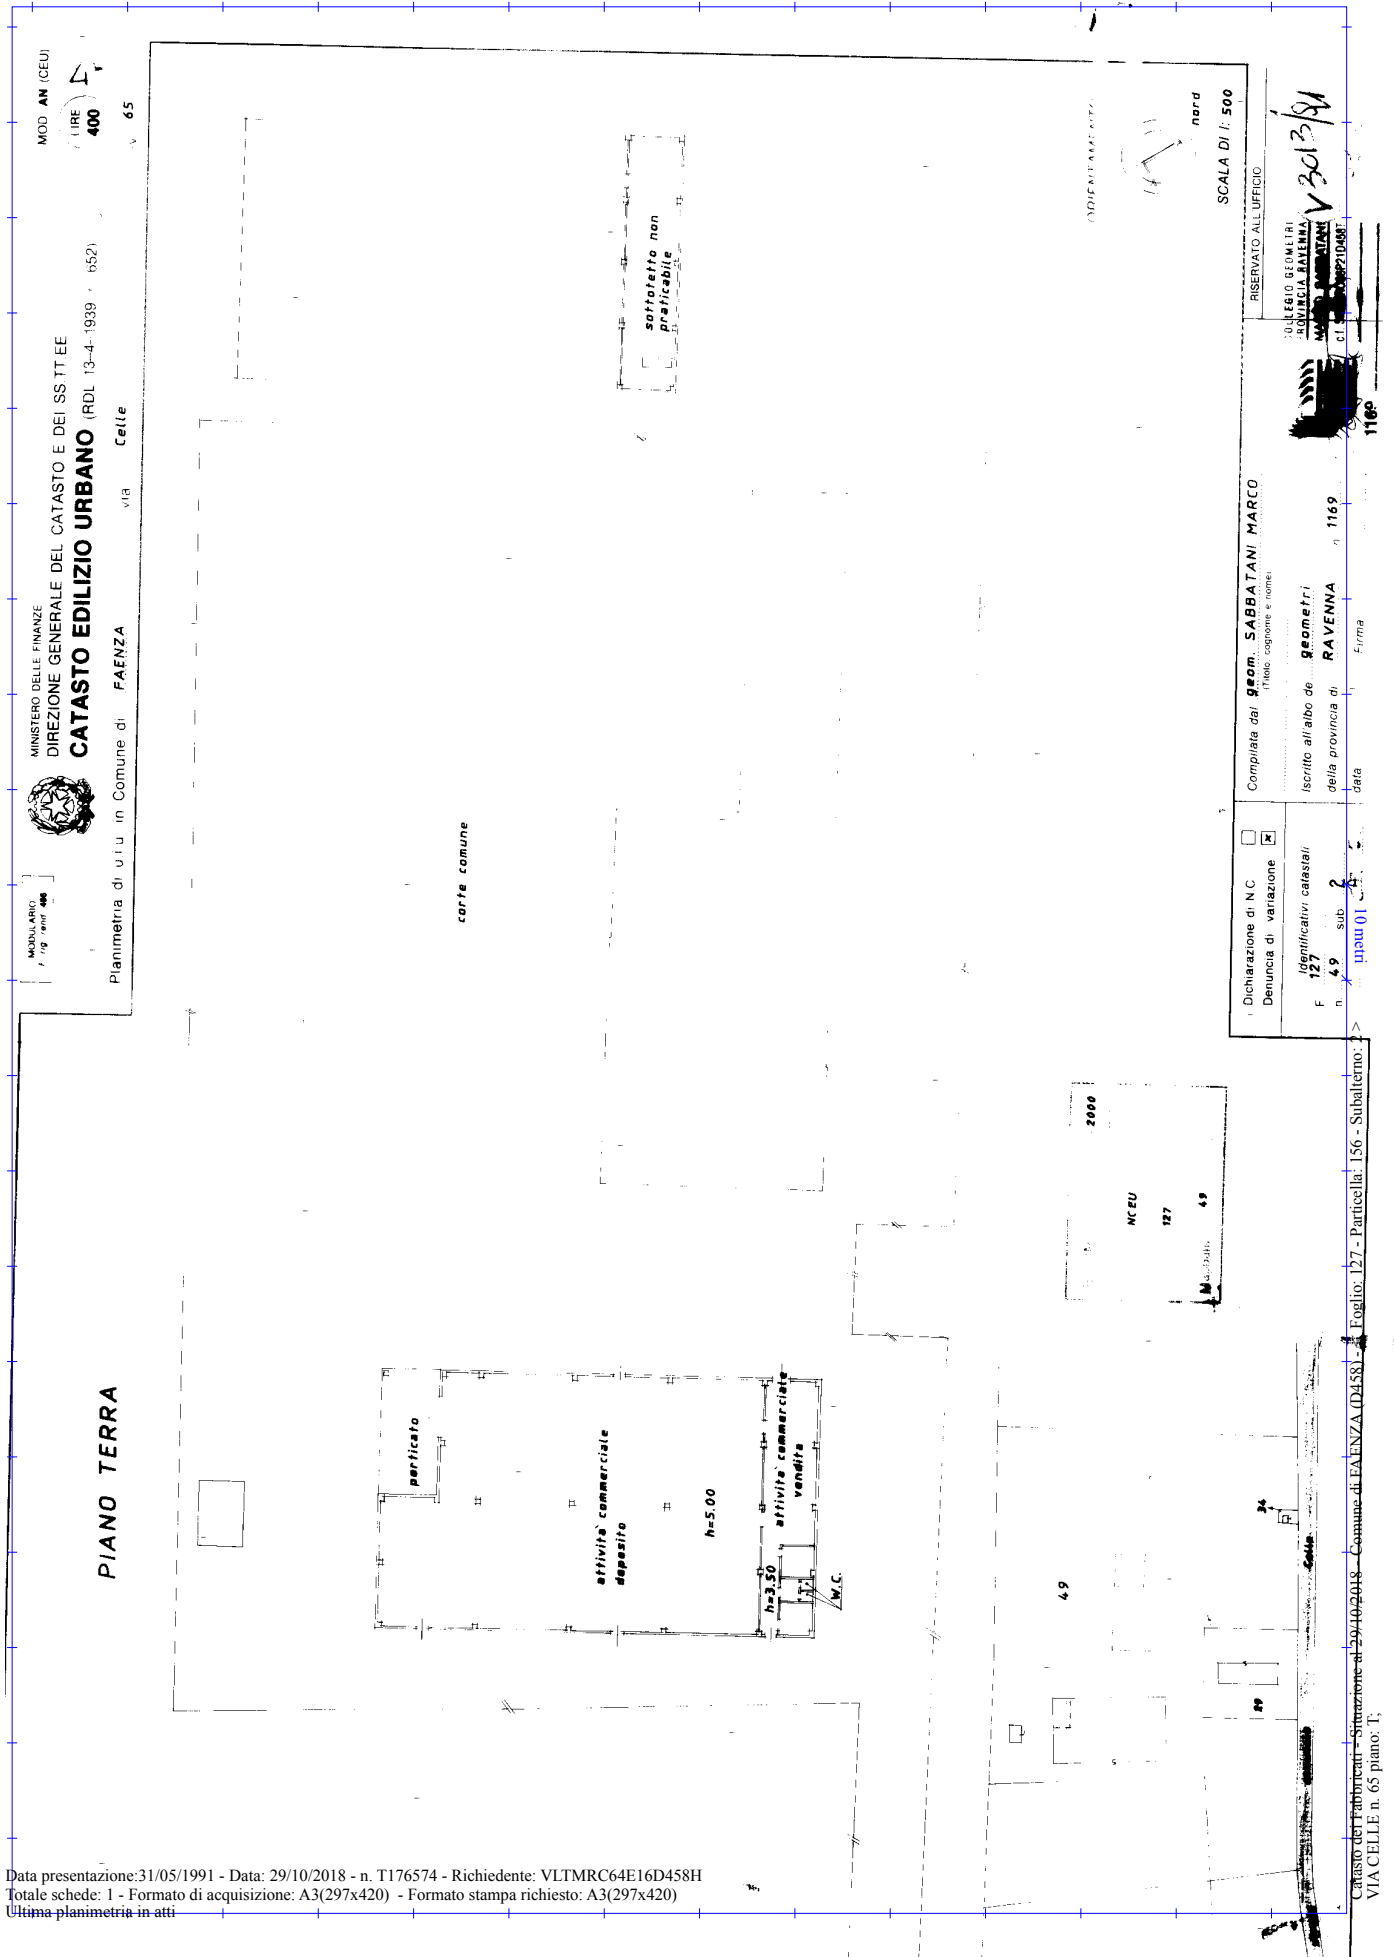 MODULARIO
MINISTERO DELLE FINANZE
DIREZIONE GENERALE DEL CATASTO E DEI SS TT EE
CATASTO EDILIZIO URBANO (RDL 13-4-1939 652)
MOD AN (CEU)
LIRE
400
Planimetria di u i u in Comune di FAENZA via Celle 65
PIANO TERRA
corte comune
sottotetto non
praticabile
porticato
attivita' commerciale
deposito
h=5.00
attivita' commerciale
vendita
h=3.50
W.C.
ORIENTAMENTO
nord
SCALA DI 1: 500
2000
NCEU
127
49
49
34
Celle
29
Dichiarazione di N C
Denuncia di variazione
Identificativi catastali
F 127
n. 49 sub 2
Compilata dal geom. SABBATANI MARCO
(Titolo, cognome e nome)
Iscritto all'albo de geometri
della provincia di RAVENNA n 1169
data Firma
RISERVATO ALL UFFICIO
COLLEGIO GEOMETRI
PROVINCIA RAVENNA
1169
10 metri
Catasto dei Fabbricati - Situazione al 29/10/2018 - Comune di FAENZA (D458) - < Foglio: 127 - Particella: 156 - Subalterno: 2 >
VIA CELLE n. 65 piano: T;
Data presentazione:31/05/1991 - Data: 29/10/2018 - n. T176574 - Richiedente: VLTMRC64E16D458H
Totale schede: 1 - Formato di acquisizione: A3(297x420) - Formato stampa richiesto: A3(297x420)
Ultima planimetria in atti